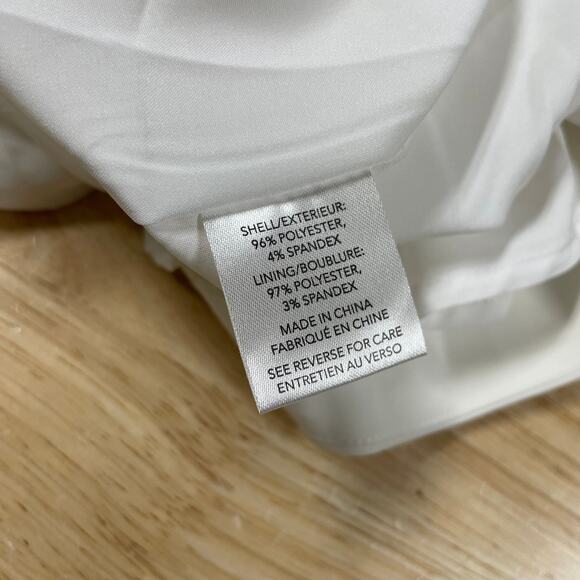 SHELL/EXTERIEUR:
96% POLYESTER,
4% SPANDEX
LINING/BOUBLURE:
97% POLYESTER,
3% SPANDEX
MADE IN CHINA
FABRIQUÉ EN CHINE
SEE REVERSE FOR CARE
ENTRETIEN AU VERSO